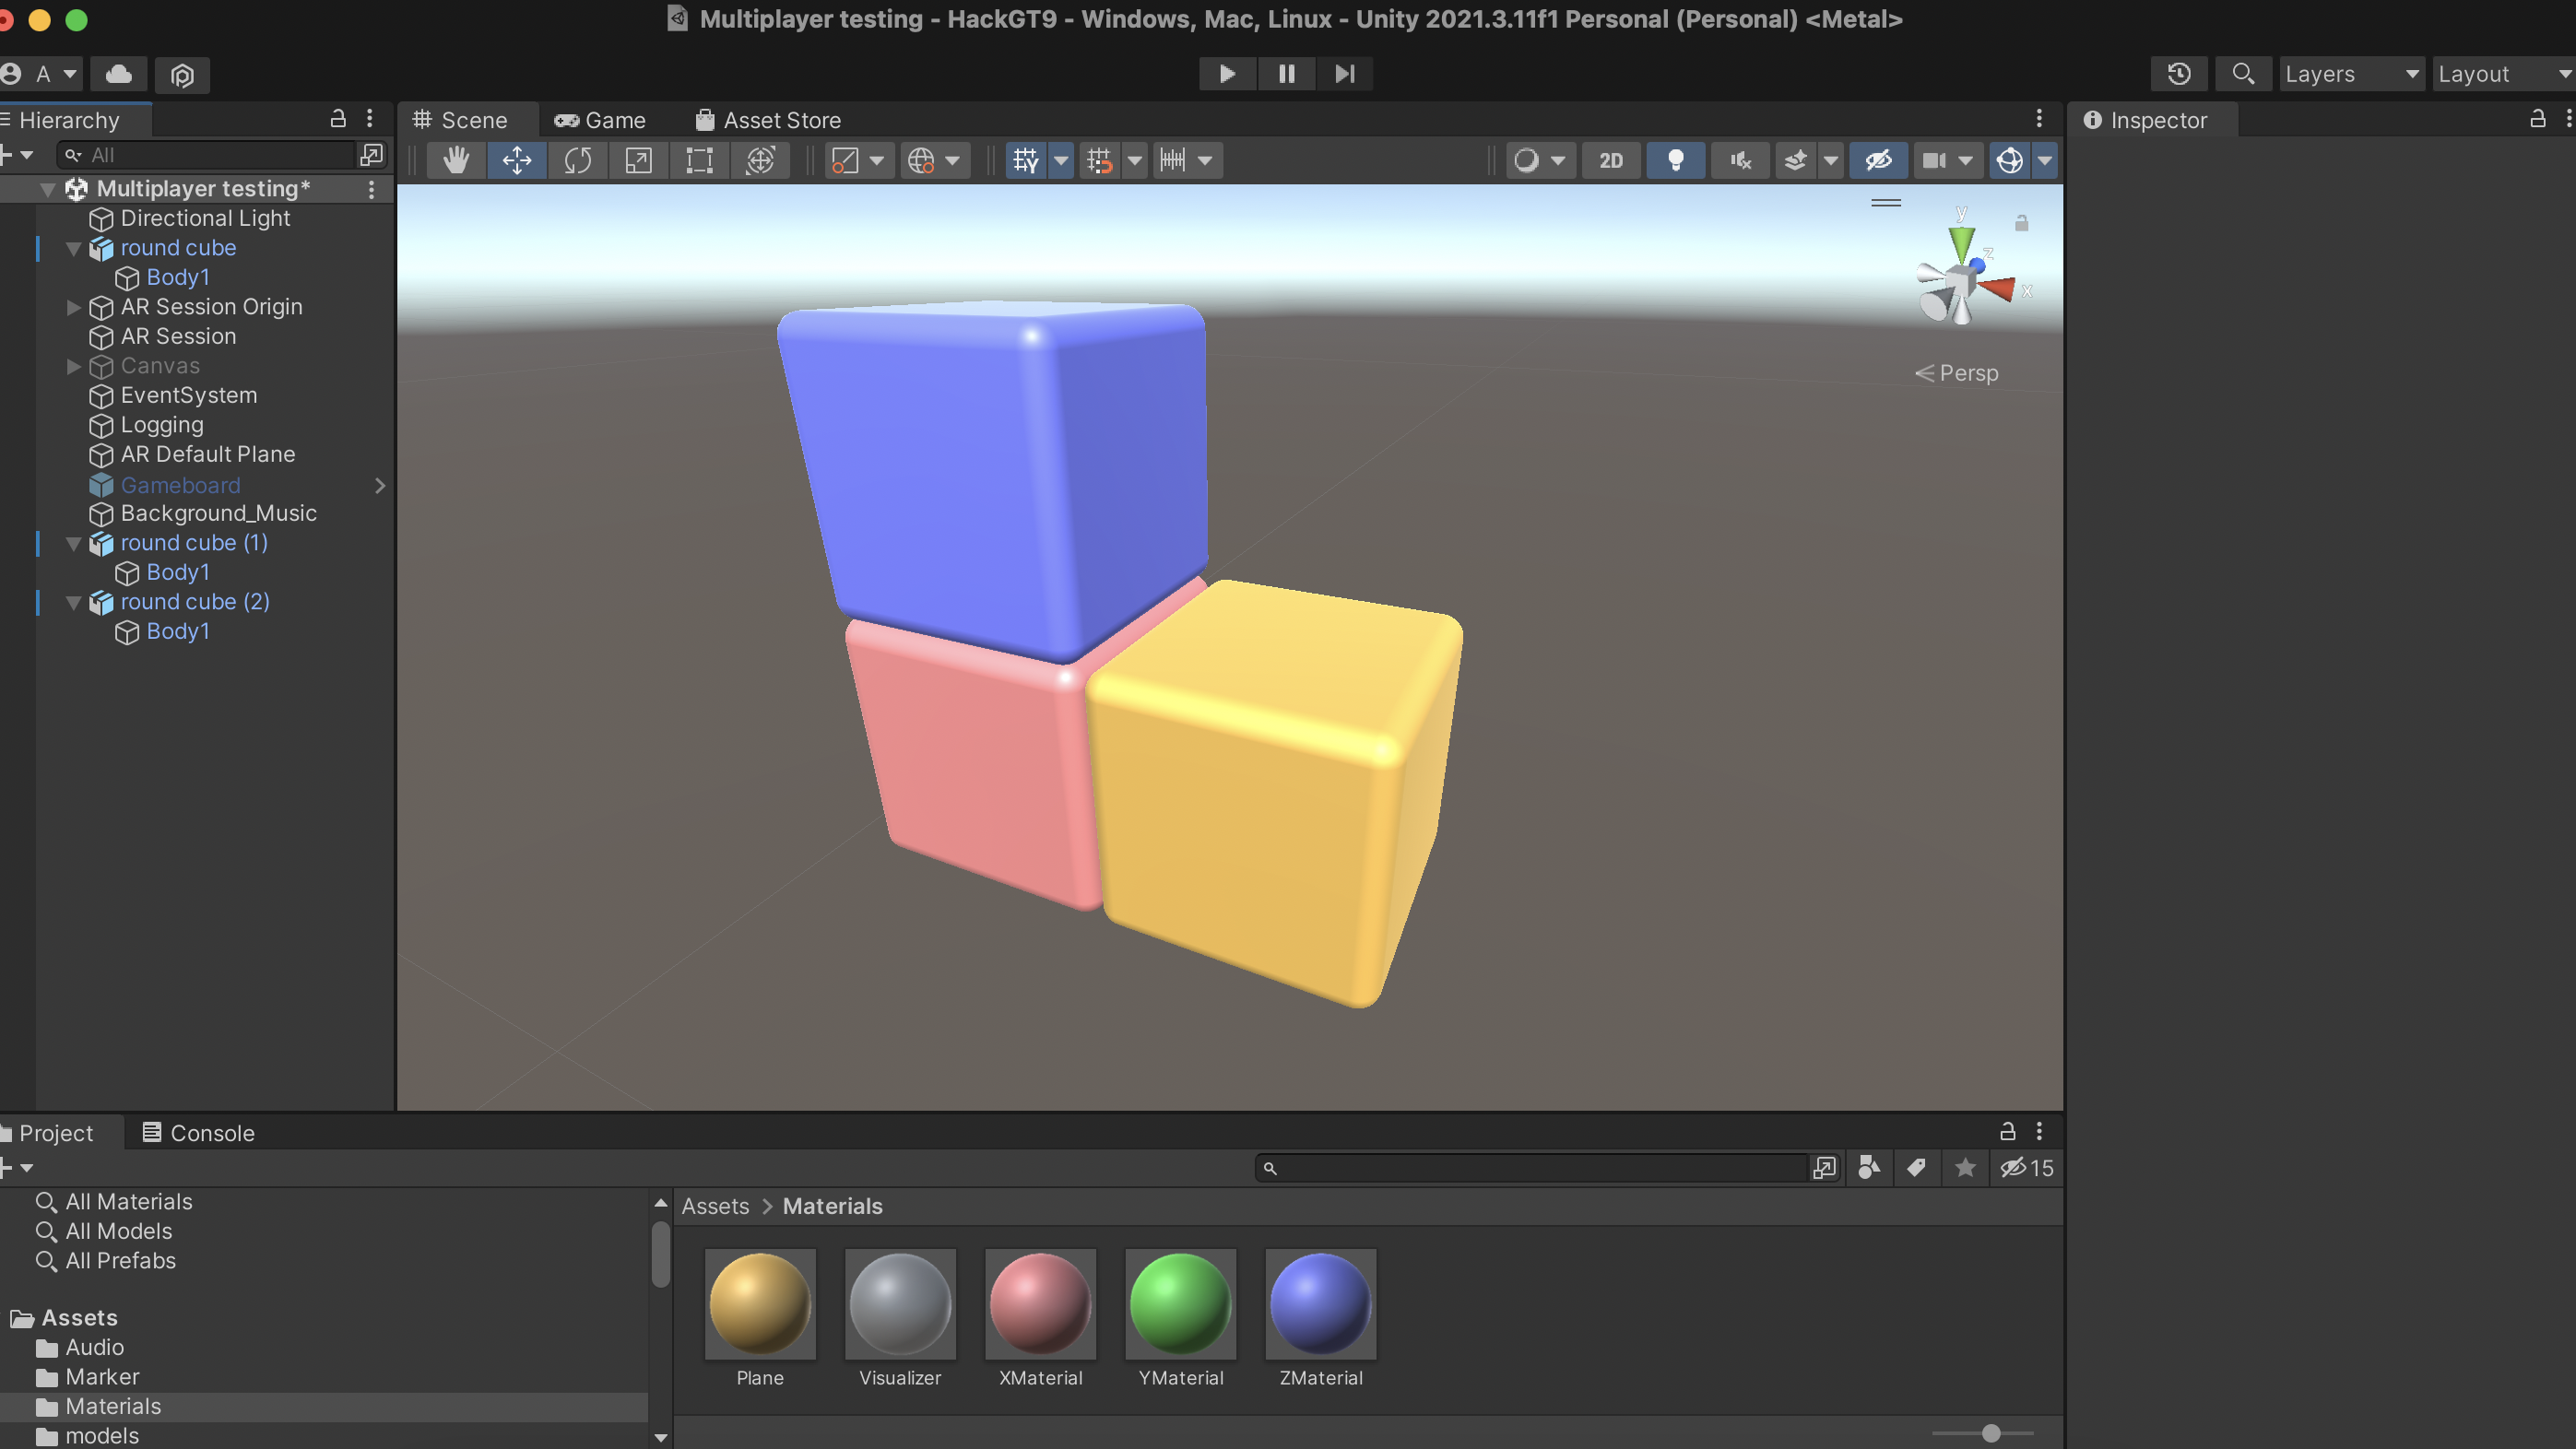 Multiplayer testing - HackGT9 - Windows, Mac, Linux - Unity 2021.3.11f1 Personal (Personal) <Metal>
A
Layers
Layout
Hierarchy
All
Multiplayer testing*
Directional Light
round cube
Body1
AR Session Origin
AR Session
Canvas
EventSystem
Logging
AR Default Plane
Gameboard
Background_Music
round cube (1)
Body1
round cube (2)
Body1
Scene
Game
Asset Store
2D
y
z
x
Persp
Inspector
Project
Console
15
All Materials
All Models
All Prefabs
Assets
Audio
Marker
Materials
models
Assets > Materials
Plane
Visualizer
XMaterial
YMaterial
ZMaterial